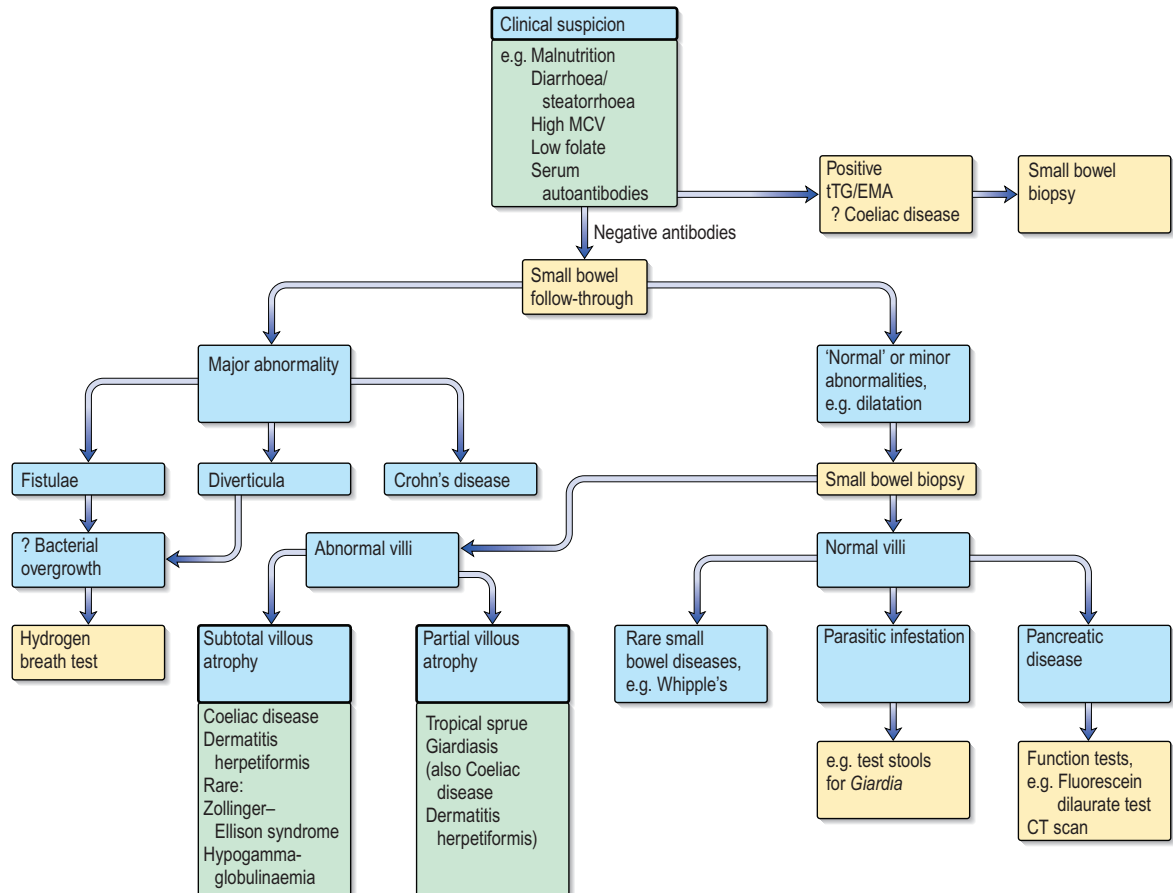 Clinical suspicion
e.g. Malnutrition
Diarrhoea/
steatorrhoea
High MCV
Low folate
Serum
autoantibodies
Positive
tTG/EMA
? Coeliac disease
Small bowel
biopsy
Negative antibodies
Small bowel
follow-through
Major abnormality
'Normal' or minor
abnormalities,
e.g. dilatation
Fistulae
Diverticula
Crohn's disease
Small bowel biopsy
? Bacterial
overgrowth
Abnormal villi
Normal villi
Hydrogen
breath test
Subtotal villous
atrophy
Coeliac disease
Dermatitis
herpetiformis
Rare:
Zollinger–
Ellison syndrome
Hypogamma-
globulinaemia
Partial villous
atrophy
Tropical sprue
Giardiasis
(also Coeliac
disease
Dermatitis
herpetiformis)
Rare small
bowel diseases,
e.g. Whipple's
Parasitic infestation
Pancreatic
disease
e.g. test stools
for Giardia
Function tests,
e.g. Fluorescein
dilaurate test
CT scan